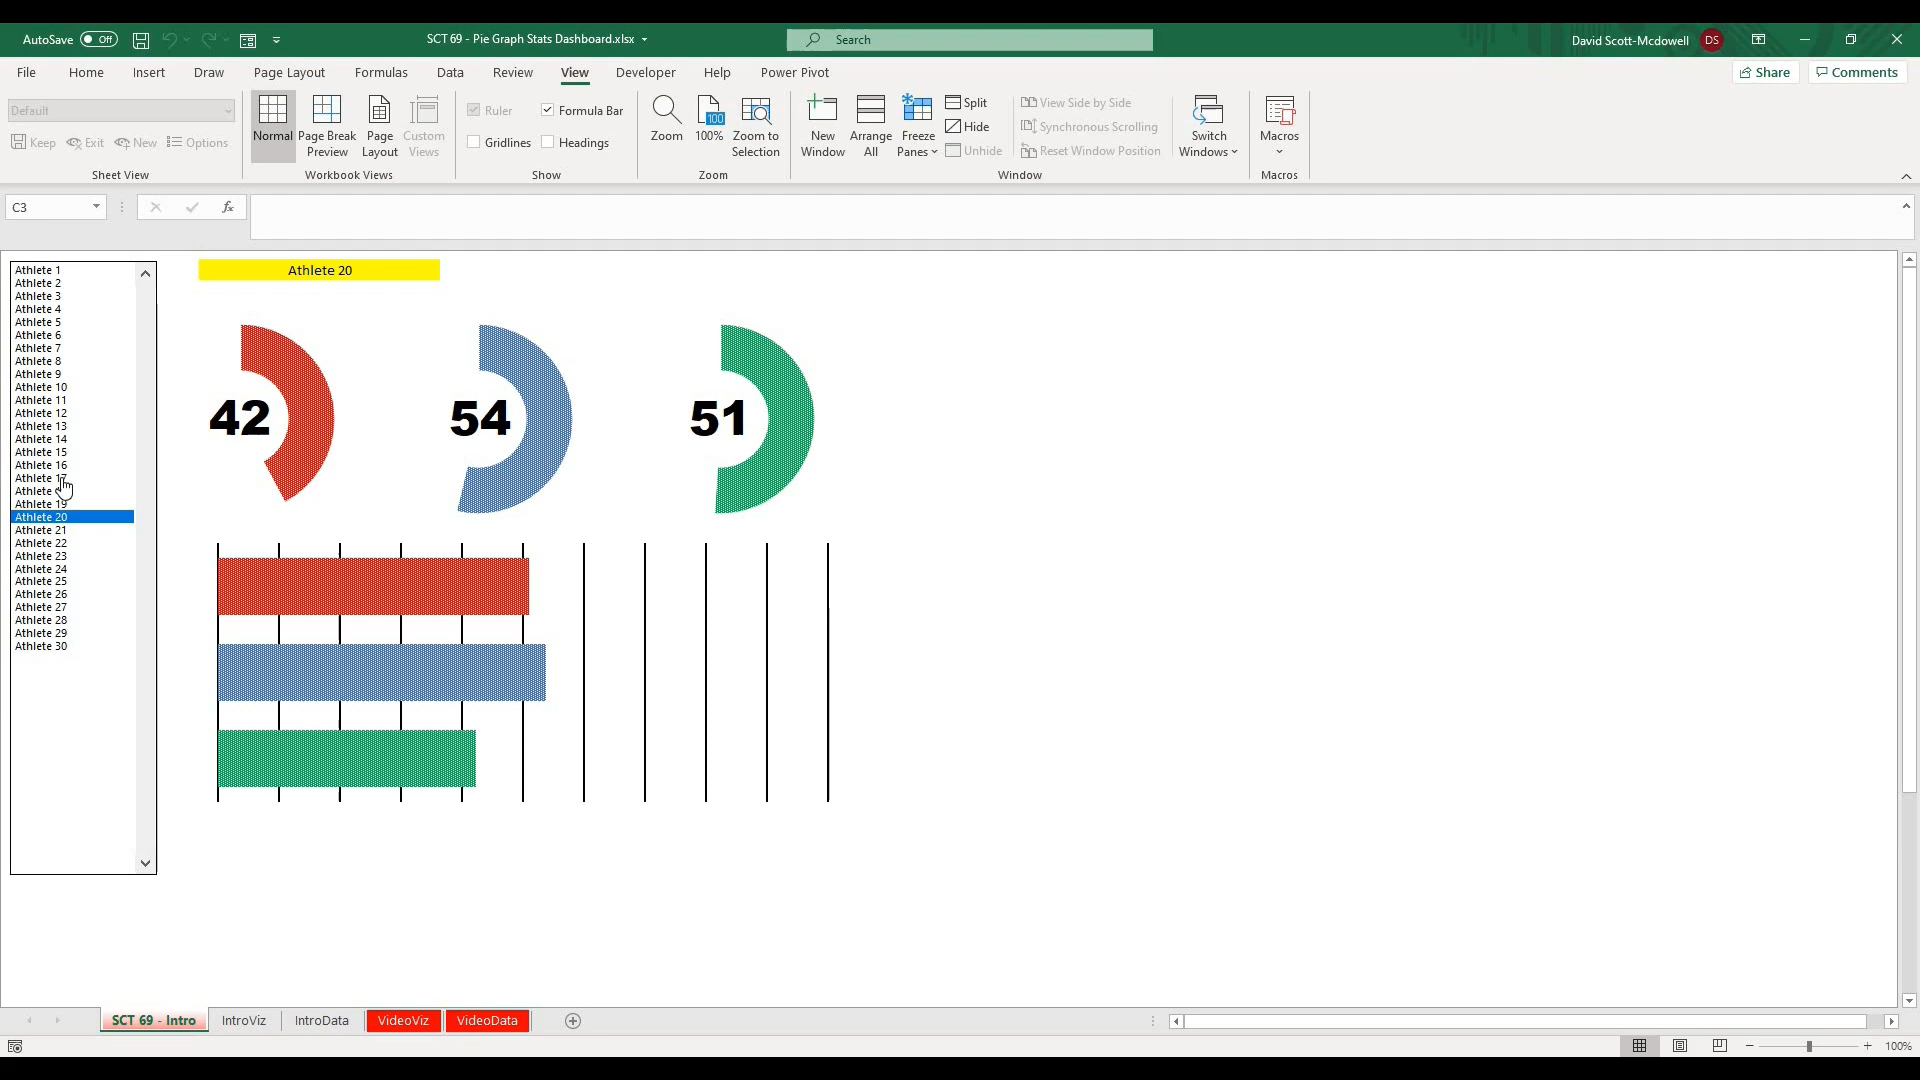 AutoSave Off
SCT 69 - Pie Graph Stats Dashboard.xlsx
Search
David Scott-Mcdowell DS
File Home Insert Draw Page Layout Formulas Data Review View Developer Help Power Pivot
Share Comments
Default
Keep Exit New Options
Sheet View
Normal
Page Break Preview
Page Layout
Custom Views
Workbook Views
Ruler Formula Bar
Gridlines Headings
Show
Zoom
100
100%
Zoom to Selection
Zoom
New Window
Arrange All
Freeze Panes
Split
Hide
Unhide
View Side by Side
Synchronous Scrolling
Reset Window Position
Switch Windows
Window
Macros
Macros
C3
fx
Athlete 1
Athlete 2
Athlete 3
Athlete 4
Athlete 5
Athlete 6
Athlete 7
Athlete 8
Athlete 9
Athlete 10
Athlete 11
Athlete 12
Athlete 13
Athlete 14
Athlete 15
Athlete 16
Athlete 17
Athlete
Athlete 19
Athlete 20
Athlete 21
Athlete 22
Athlete 23
Athlete 24
Athlete 25
Athlete 26
Athlete 27
Athlete 28
Athlete 29
Athlete 30
Athlete 20
42 54 51
SCT 69 - Intro IntroViz IntroData VideoViz VideoData
100%